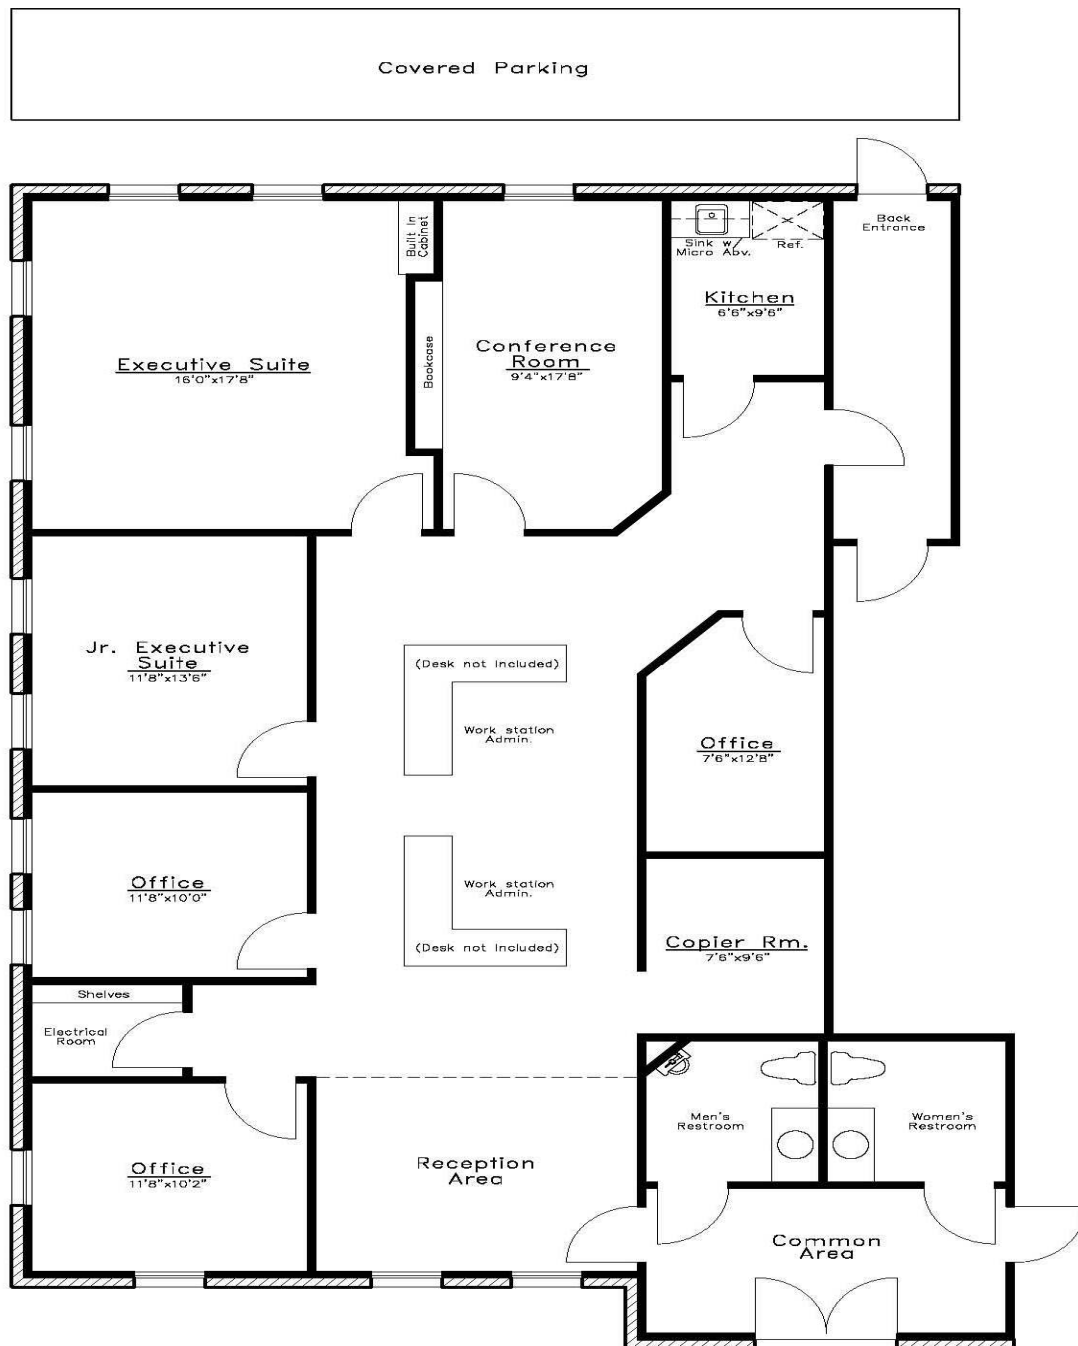 Covered Parking
Back
Entrance
Built In
Cabinet
Sink w/
Micro Abv.
Ref.
Kitchen
6'6"x9'6"
Executive Suite
16'0"x17'8"
Bookcase
Conference
Room
9'4"x17'8"
Jr. Executive
Suite
11'8"x13'6"
(Desk not Included)
Work station
Admin.
Office
7'6"x12'8"
Office
11'8"x10'0"
Work station
Admin.
(Desk not Included)
Copier Rm.
7'6"x9'6"
Shelves
Electrical
Room
Men's
Restroom
Women's
Restroom
Office
11'8"x10'2"
Reception
Area
Common
Area